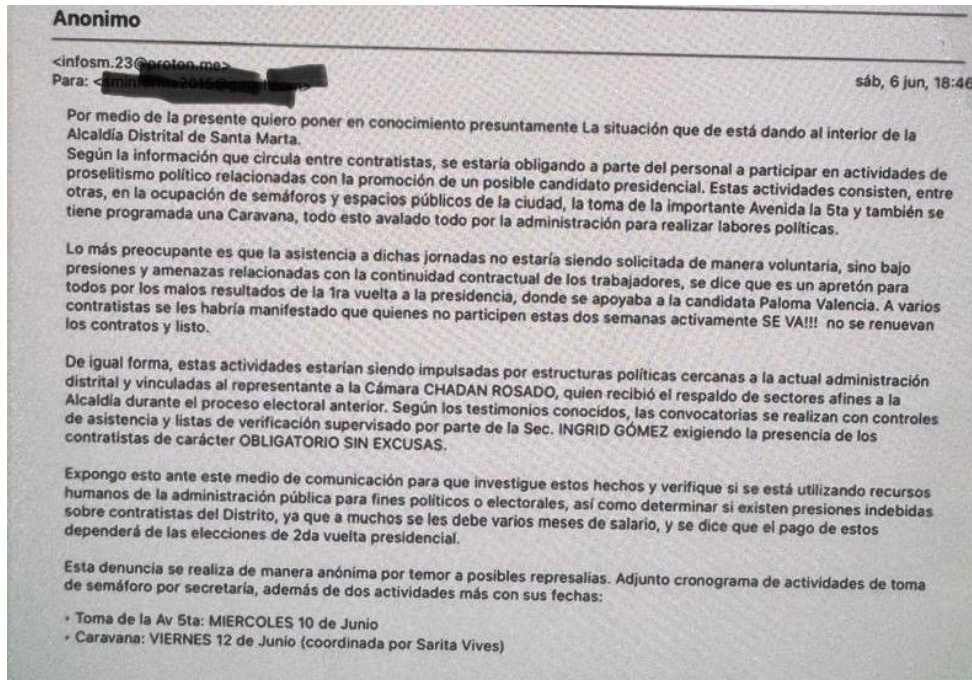 Anonimo
<infosm.23@proton.me>
Para: <
sáb, 6 jun, 18:46
Por medio de la presente quiero poner en conocimiento presuntamente La situación que de está dando al interior de la
Alcaldía Distrital de Santa Marta.
Según la información que circula entre contratistas, se estaría obligando a parte del personal a participar en actividades de
proselitismo político relacionadas con la promoción de un posible candidato presidencial. Estas actividades consisten, entre
otras, en la ocupación de semáforos y espacios públicos de la ciudad, la toma de la importante Avenida la 5ta y también se
tiene programada una Caravana, todo esto avalado todo por la administración para realizar labores políticas.
Lo más preocupante es que la asistencia a dichas jornadas no estaría siendo solicitada de manera voluntaria, sino bajo
presiones y amenazas relacionadas con la continuidad contractual de los trabajadores, se dice que es un apretón para
todos por los malos resultados de la 1ra vuelta a la presidencia, donde se apoyaba a la candidata Paloma Valencia. A varios
contratistas se les habría manifestado que quienes no participen estas dos semanas activamente SE VA!!! no se renuevan
los contratos y listo.
De igual forma, estas actividades estarían siendo impulsadas por estructuras políticas cercanas a la actual administración
distrital y vinculadas al representante a la Cámara CHADAN ROSADO, quien recibió el respaldo de sectores afines a la
Alcaldía durante el proceso electoral anterior. Según los testimonios conocidos, las convocatorias se realizan con controles
de asistencia y listas de verificación supervisado por parte de la Sec. INGRID GÓMEZ exigiendo la presencia de los
contratistas de carácter OBLIGATORIO SIN EXCUSAS.
Expongo esto ante este medio de comunicación para que investigue estos hechos y verifique si se está utilizando recursos
humanos de la administración pública para fines políticos o electorales, así como determinar si existen presiones indebidas
sobre contratistas del Distrito, ya que a muchos se les debe varios meses de salario, y se dice que el pago de estos
dependerá de las elecciones de 2da vuelta presidencial.
Esta denuncia se realiza de manera anónima por temor a posibles represalias. Adjunto cronograma de actividades de toma
de semáforo por secretaría, además de dos actividades más con sus fechas:
• Toma de la Av 5ta: MIERCOLES 10 de Junio
• Caravana: VIERNES 12 de Junio (coordinada por Sarita Vives)